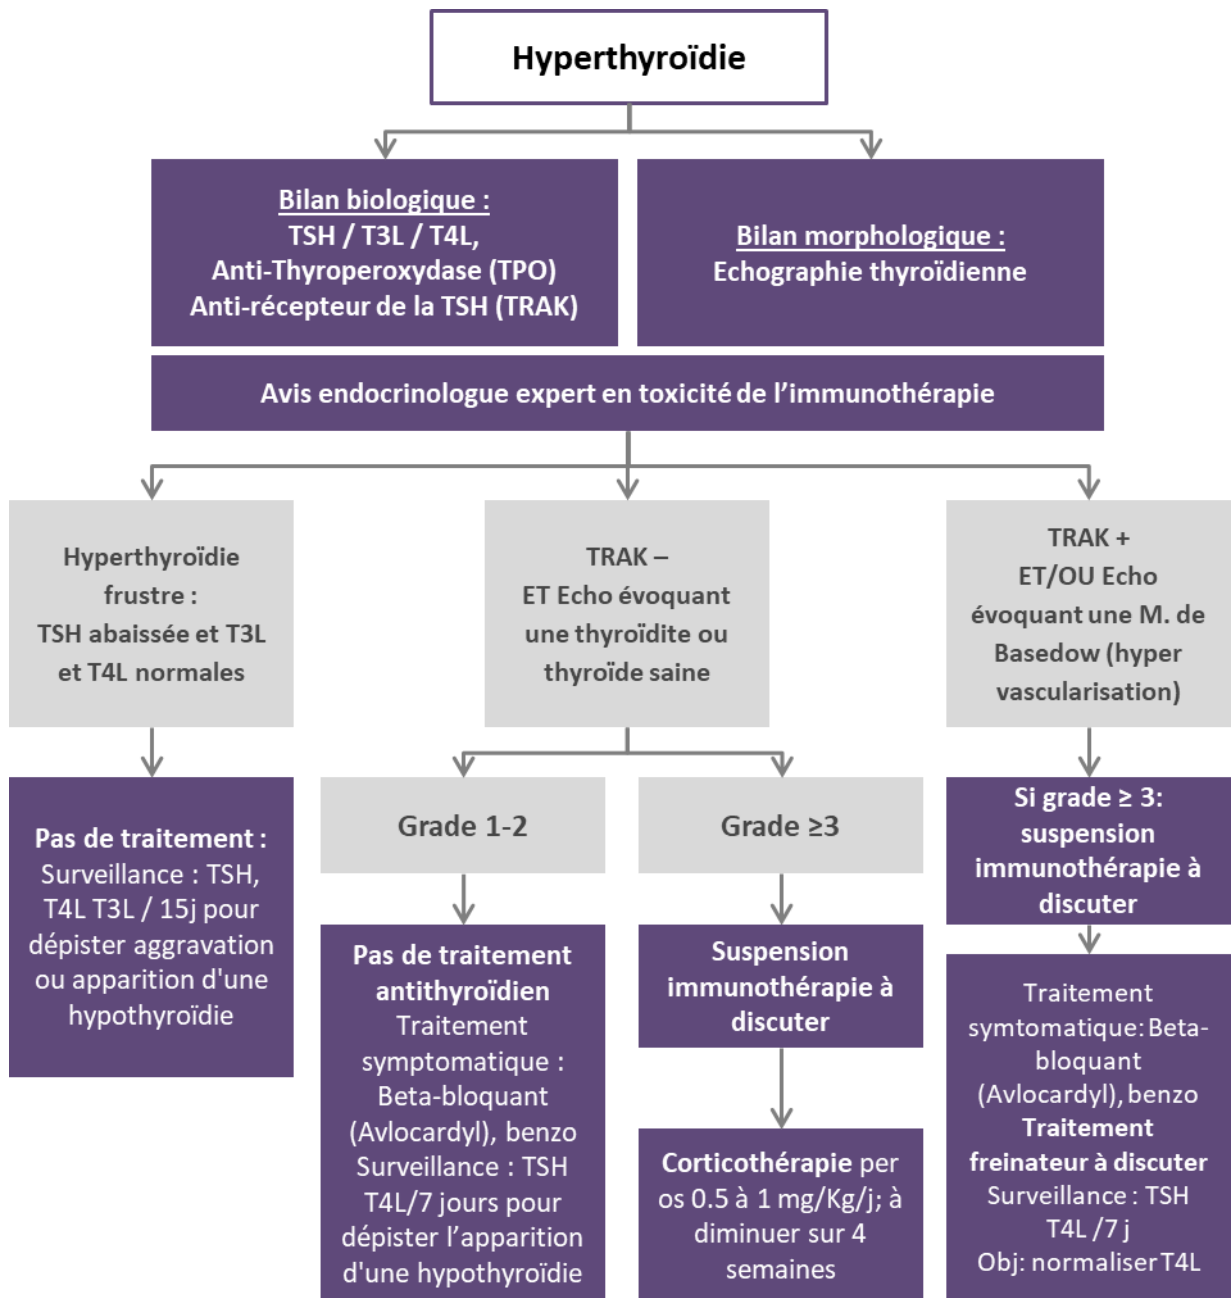 Hyperthyroïdie
Bilan biologique :
TSH / T3L / T4L,
Anti-Thyroperoxydase (TPO)
Anti-récepteur de la TSH (TRAK)
Bilan morphologique :
Echographie thyroïdienne
Avis endocrinologue expert en toxicité de l’immunothérapie
Hyperthyroïdie
frustre :
TSH abaissée et T3L
et T4L normales
TRAK –
ET Echo évoquant
une thyroïdite ou
thyroïde saine
TRAK +
ET/OU Echo
évoquant une M. de
Basedow (hyper
vascularisation)
Pas de traitement :
Surveillance : TSH,
T4L T3L / 15j pour
dépister aggravation
ou apparition d'une
hypothyroïdie
Grade 1-2
Pas de traitement
antithyroïdien
Traitement
symptomatique :
Beta-bloquant
(Avlocardyl), benzo
Surveillance : TSH
T4L/7 jours pour
dépister l’apparition
d'une hypothyroïdie
Grade ≥3
Suspension
immunothérapie à
discuter
Corticothérapie per
os 0.5 à 1 mg/Kg/j; à
diminuer sur 4
semaines
Si grade ≥ 3:
suspension
immunothérapie à
discuter
Traitement
symtomatique: Beta-
bloquant
(Avlocardyl), benzo
Traitement
freinateur à discuter
Surveillance : TSH
T4L /7 j
Obj: normaliser T4L